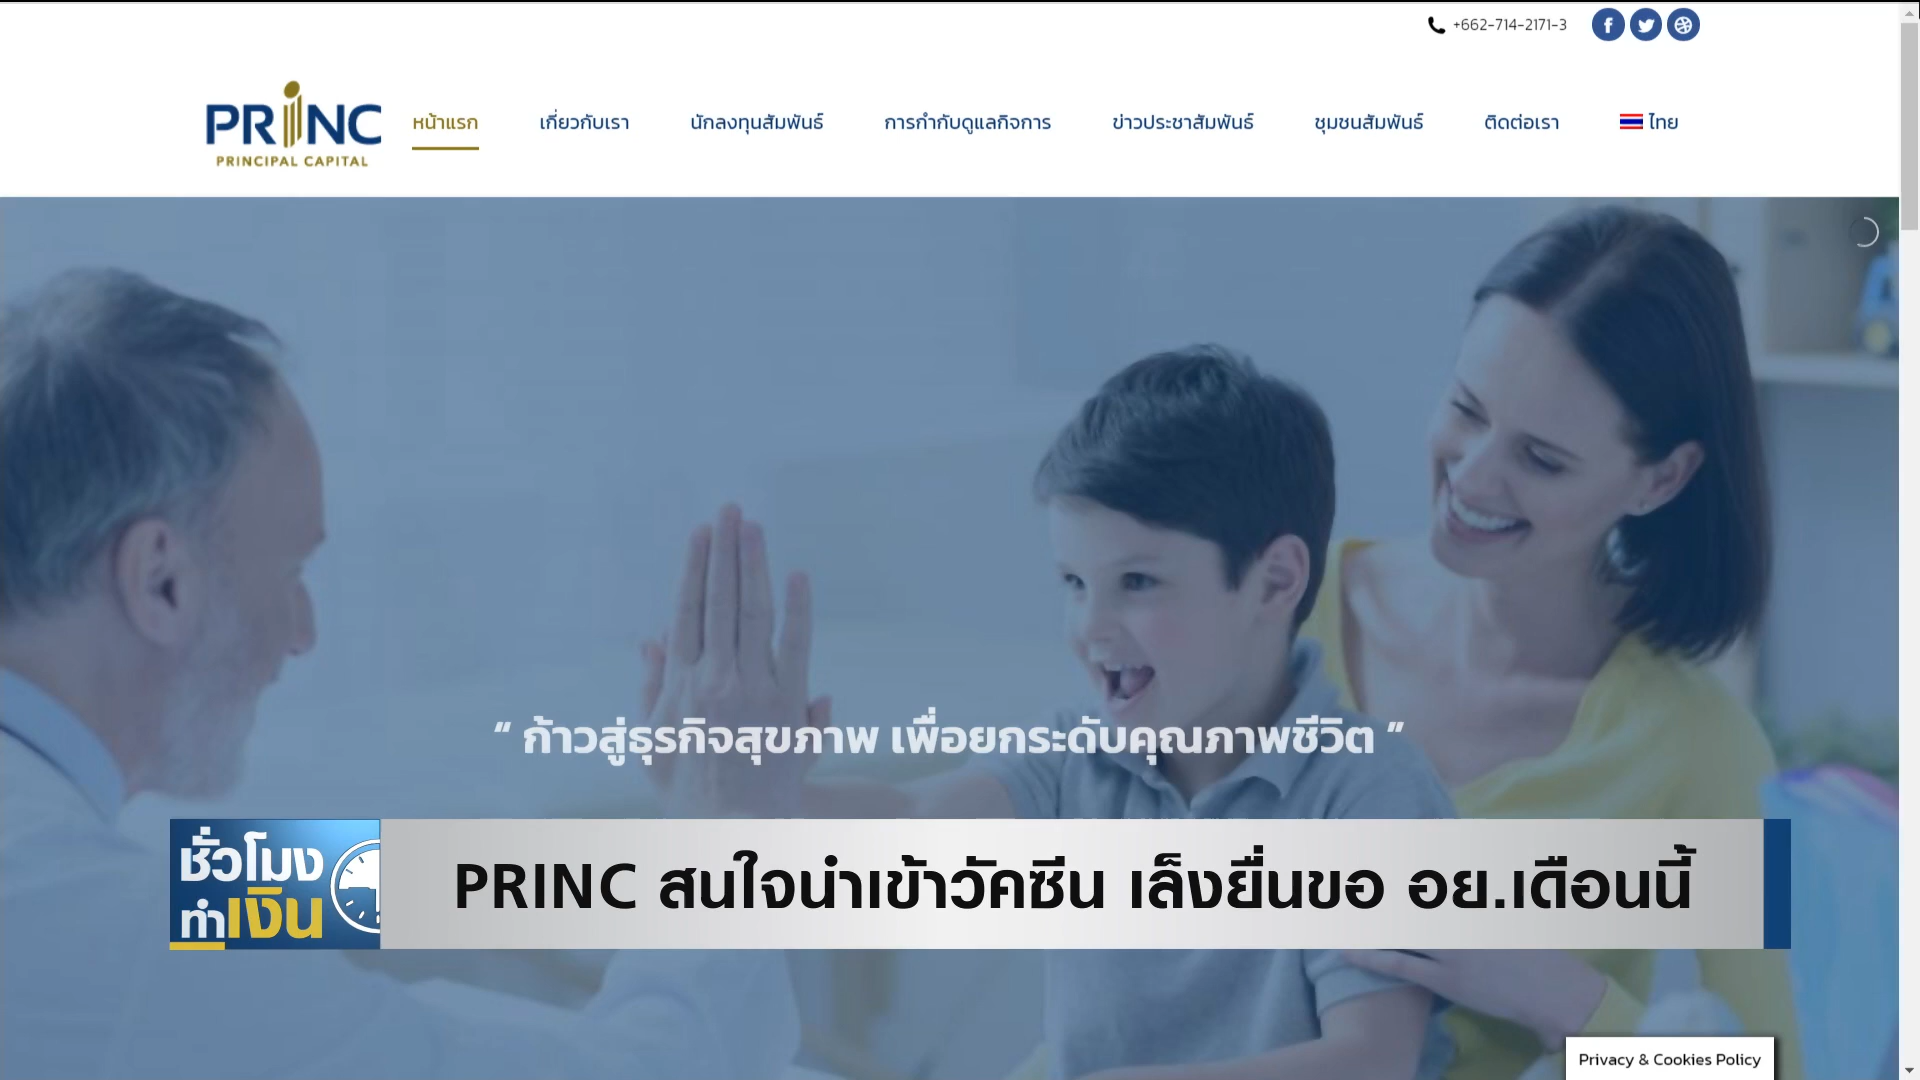 +662-714-2171-3
PRINC
PRINCIPAL CAPITAL
หน้าแรก
เกี่ยวกับเรา
นักลงทุนสัมพันธ์
การกำกับดูแลกิจการ
ข่าวประชาสัมพันธ์
ชุมชนสัมพันธ์
ติดต่อเรา
ไทย
“ ก้าวสู่ธุรกิจสุขภาพ เพื่อยกระดับคุณภาพชีวิต ”
ชั่วโมง
ทำเงิน
PRINC สนใจนำเข้าวัคซีน เล็งยื่นขอ อย.เดือนนี้
Privacy & Cookies Policy